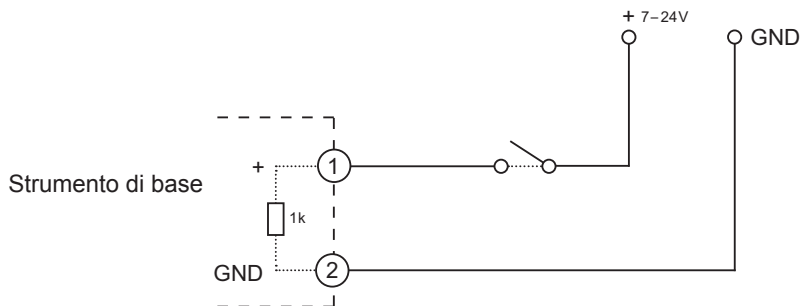 + 7–24V
GND
+
1
Strumento di base
1k
GND
2